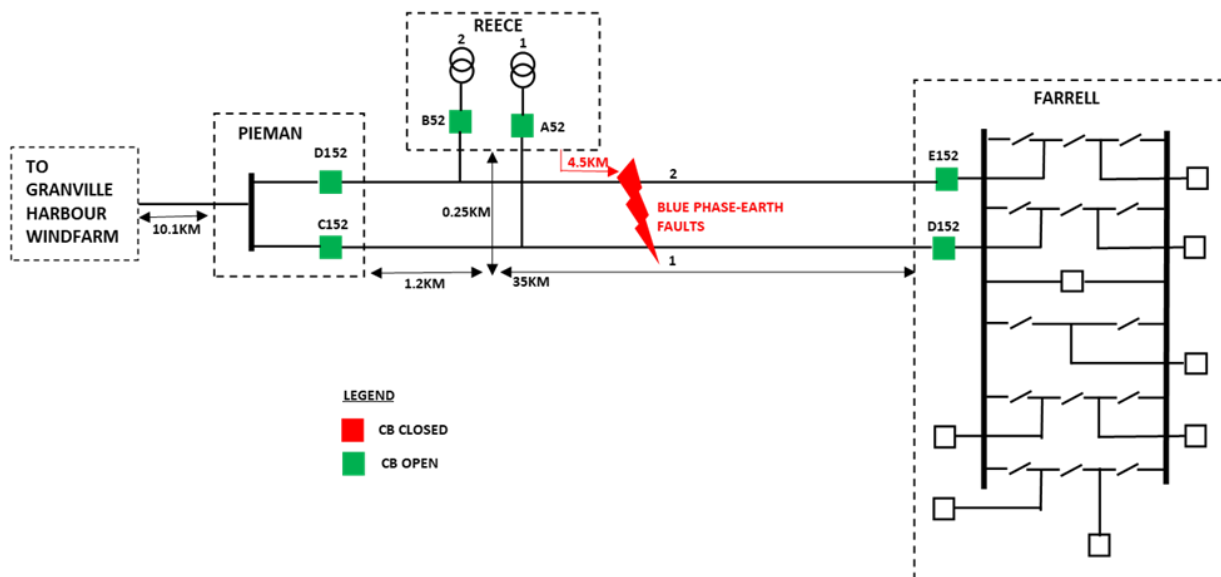 REECE
2
1
FARRELL
B52
A52
PIEMAN
D152
E152
4.5KM
2
TO
GRANVILLE
HARBOUR
WINDFARM
0.25KM
BLUE PHASE-EARTH
FAULTS
C152
D152
10.1KM
1
1.2KM
35KM
LEGEND
CB CLOSED
CB OPEN